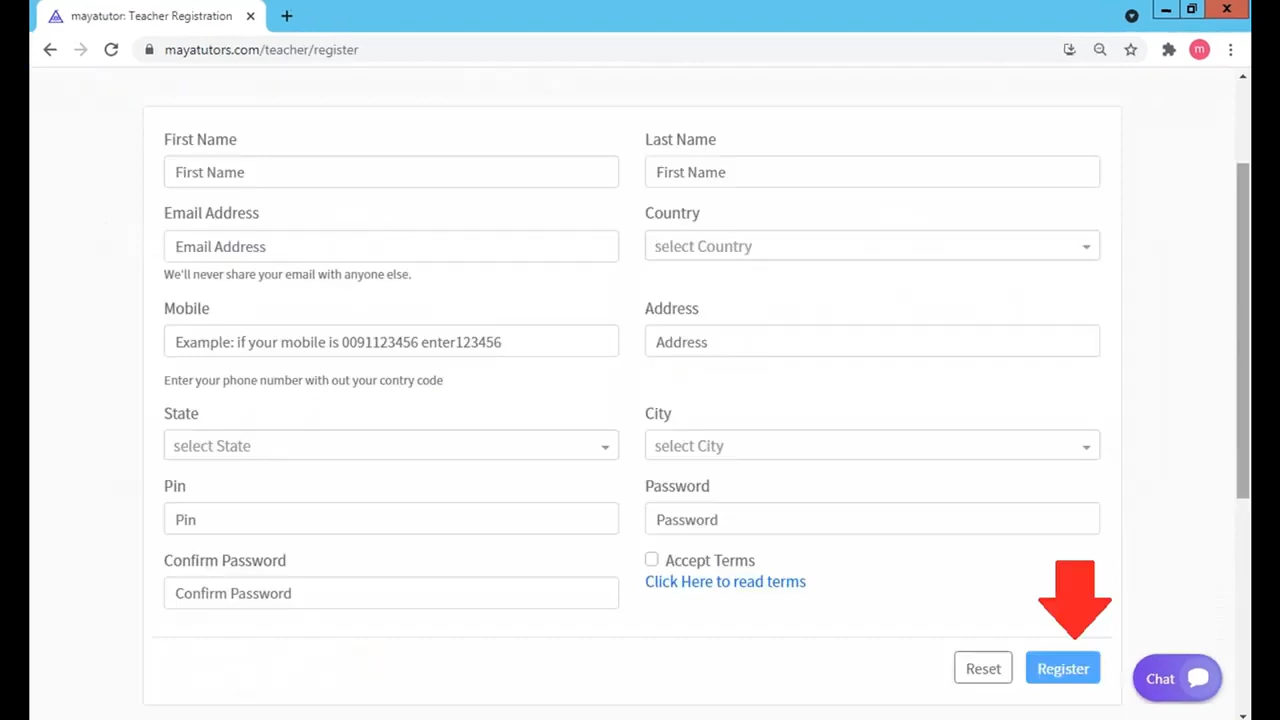 mayatutor: Teacher Registration
mayatutors.com/teacher/register
m
First Name
Last Name
First Name
First Name
Email Address
Country
Email Address
select Country
We'll never share your email with anyone else.
Mobile
Address
Example: if your mobile is 0091123456 enter123456
Address
Enter your phone number with out your contry code
State
City
select State
select City
Pin
Password
Pin
Password
Confirm Password
Accept Terms
Click Here to read terms
Confirm Password
Reset
Register
Chat